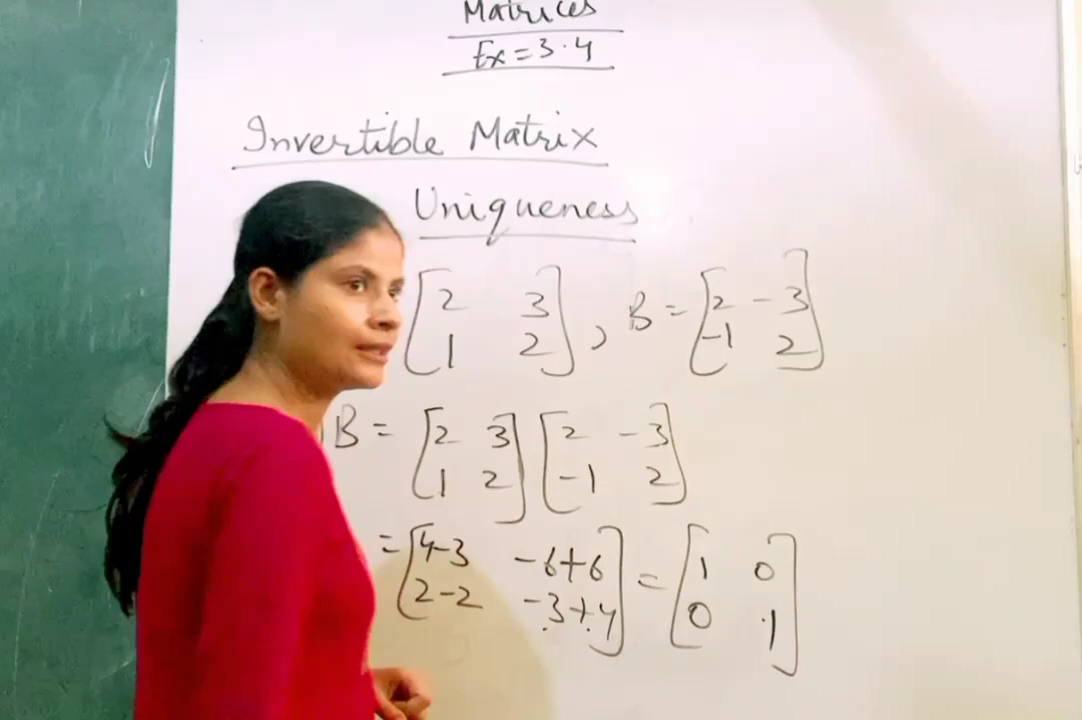 Matrices
Ex = 3.4
Invertible Matrix
Uniqueness
[2 3
1 2], B = [2 -3
-1 2]
B = [2 3
1 2] [2 -3
-1 2]
= [4-3 -6+6
2-2 -3+4] = [1 0
0 1]